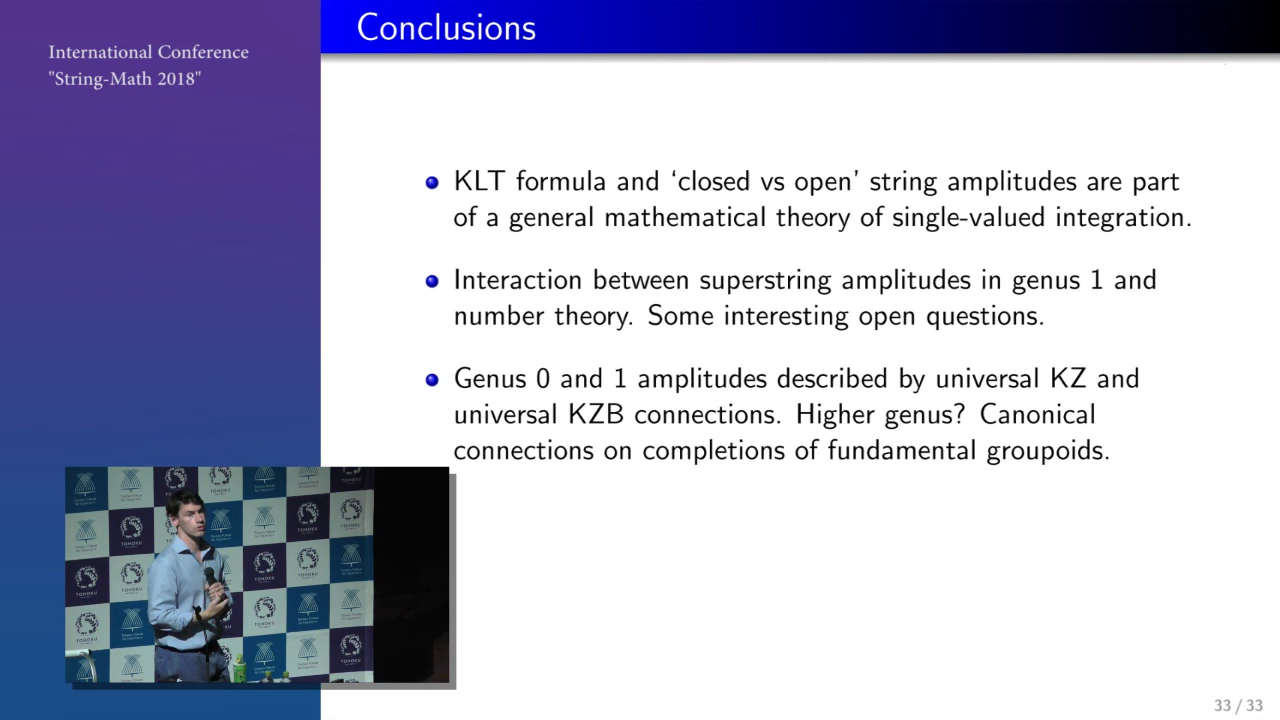 International Conference
"String-Math 2018"
Conclusions
KLT formula and ‘closed vs open’ string amplitudes are part
of a general mathematical theory of single-valued integration.
Interaction between superstring amplitudes in genus 1 and
number theory. Some interesting open questions.
Genus 0 and 1 amplitudes described by universal KZ and
universal KZB connections. Higher genus? Canonical
connections on completions of fundamental groupoids.
TOHOKU
33 / 33